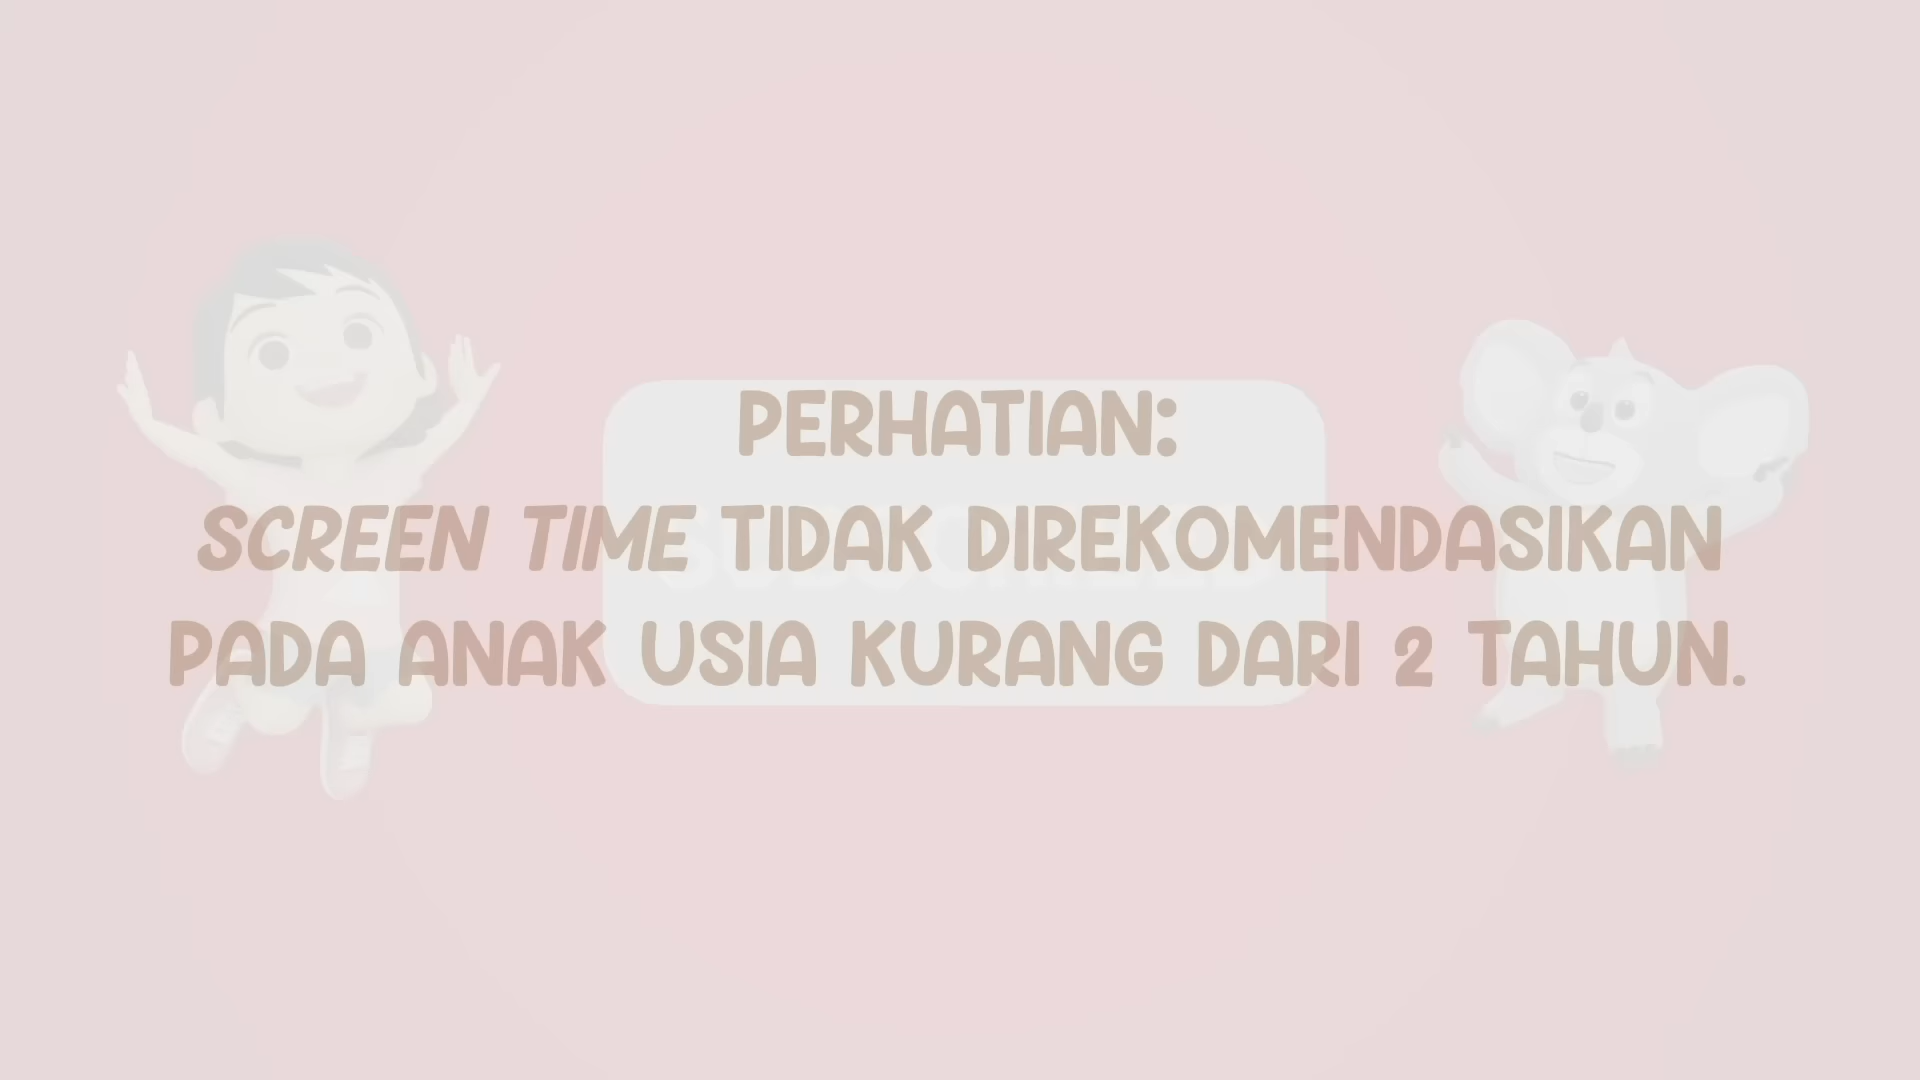 PERHATIAN:
SCREEN TIME TIDAK DIREKOMENDASIKAN
PADA ANAK USIA KURANG DARI 2 TAHUN.